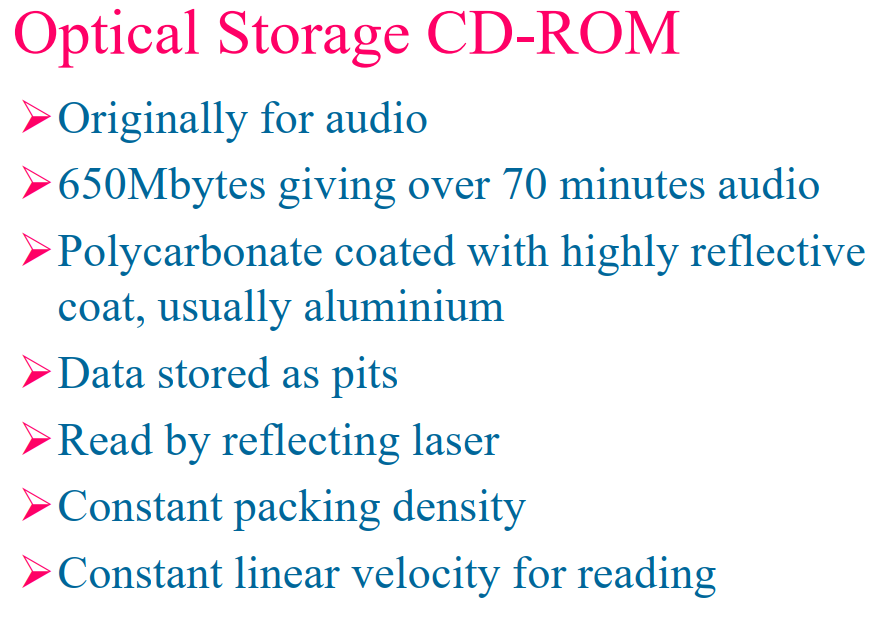 Optical Storage CD-ROM
Originally for audio
650Mbytes giving over 70 minutes audio
Polycarbonate coated with highly reflective
coat, usually aluminium
Data stored as pits
Read by reflecting laser
Constant packing density
Constant linear velocity for reading